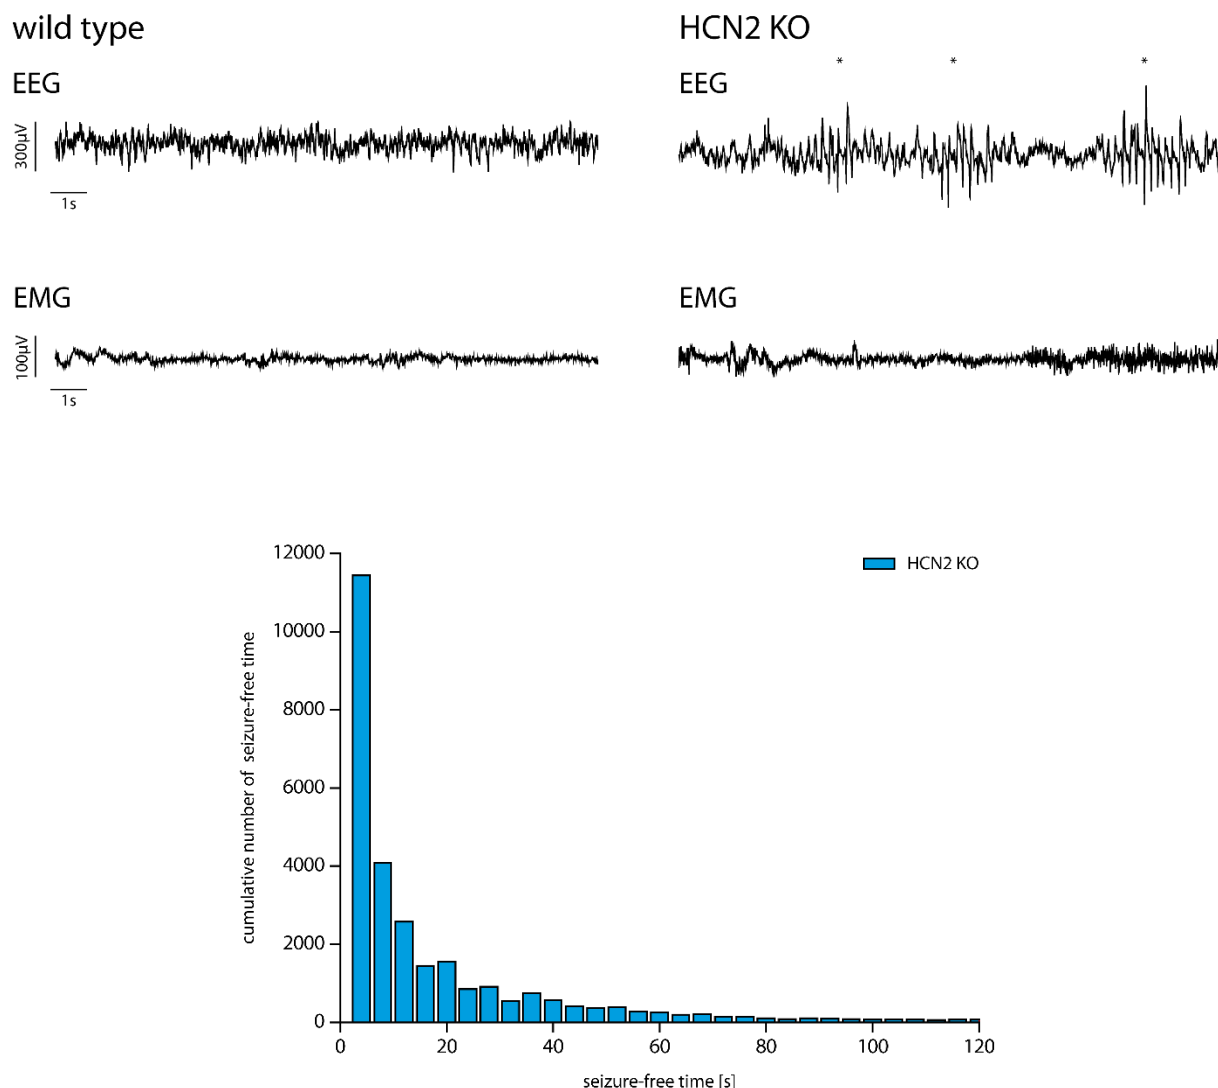 wild type
HCN2 KO
* * *
EEG
EEG
300µV
1s
EMG
EMG
100µV
1s
12000
HCN2 KO
10000
8000
6000
4000
2000
0
cumulative number of seizure-free time
0 20 40 60 80 100 120
seizure-free time [s]